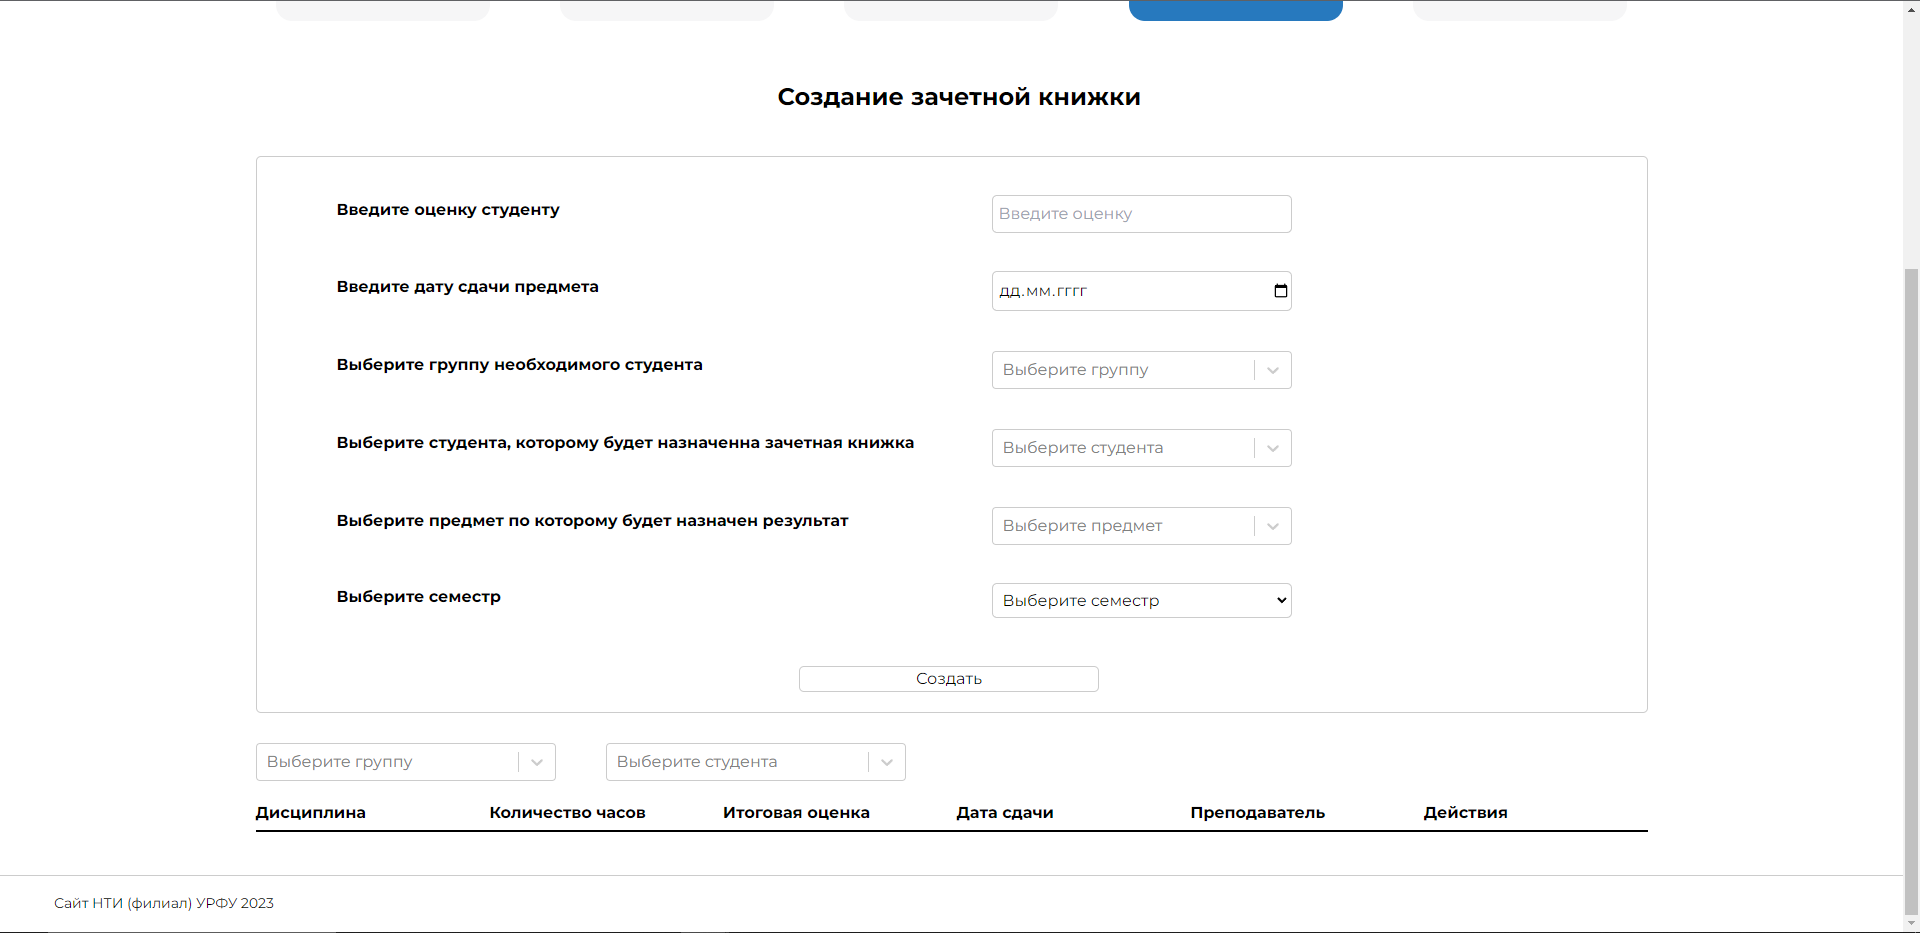 Создание зачетной книжки
Введите оценку студенту
Введите оценку
Введите дату сдачи предмета
дд.мм.гггг
Выберите группу необходимого студента
Выберите группу
Выберите студента, которому будет назначенна зачетная книжка
Выберите студента
Выберите предмет по которому будет назначен результат
Выберите предмет
Выберите семестр
Выберите семестр
Создать
Выберите группу Выберите студента
Дисциплина Количество часов Итоговая оценка Дата сдачи Преподаватель Действия
Сайт НТИ (филиал) УРФУ 2023